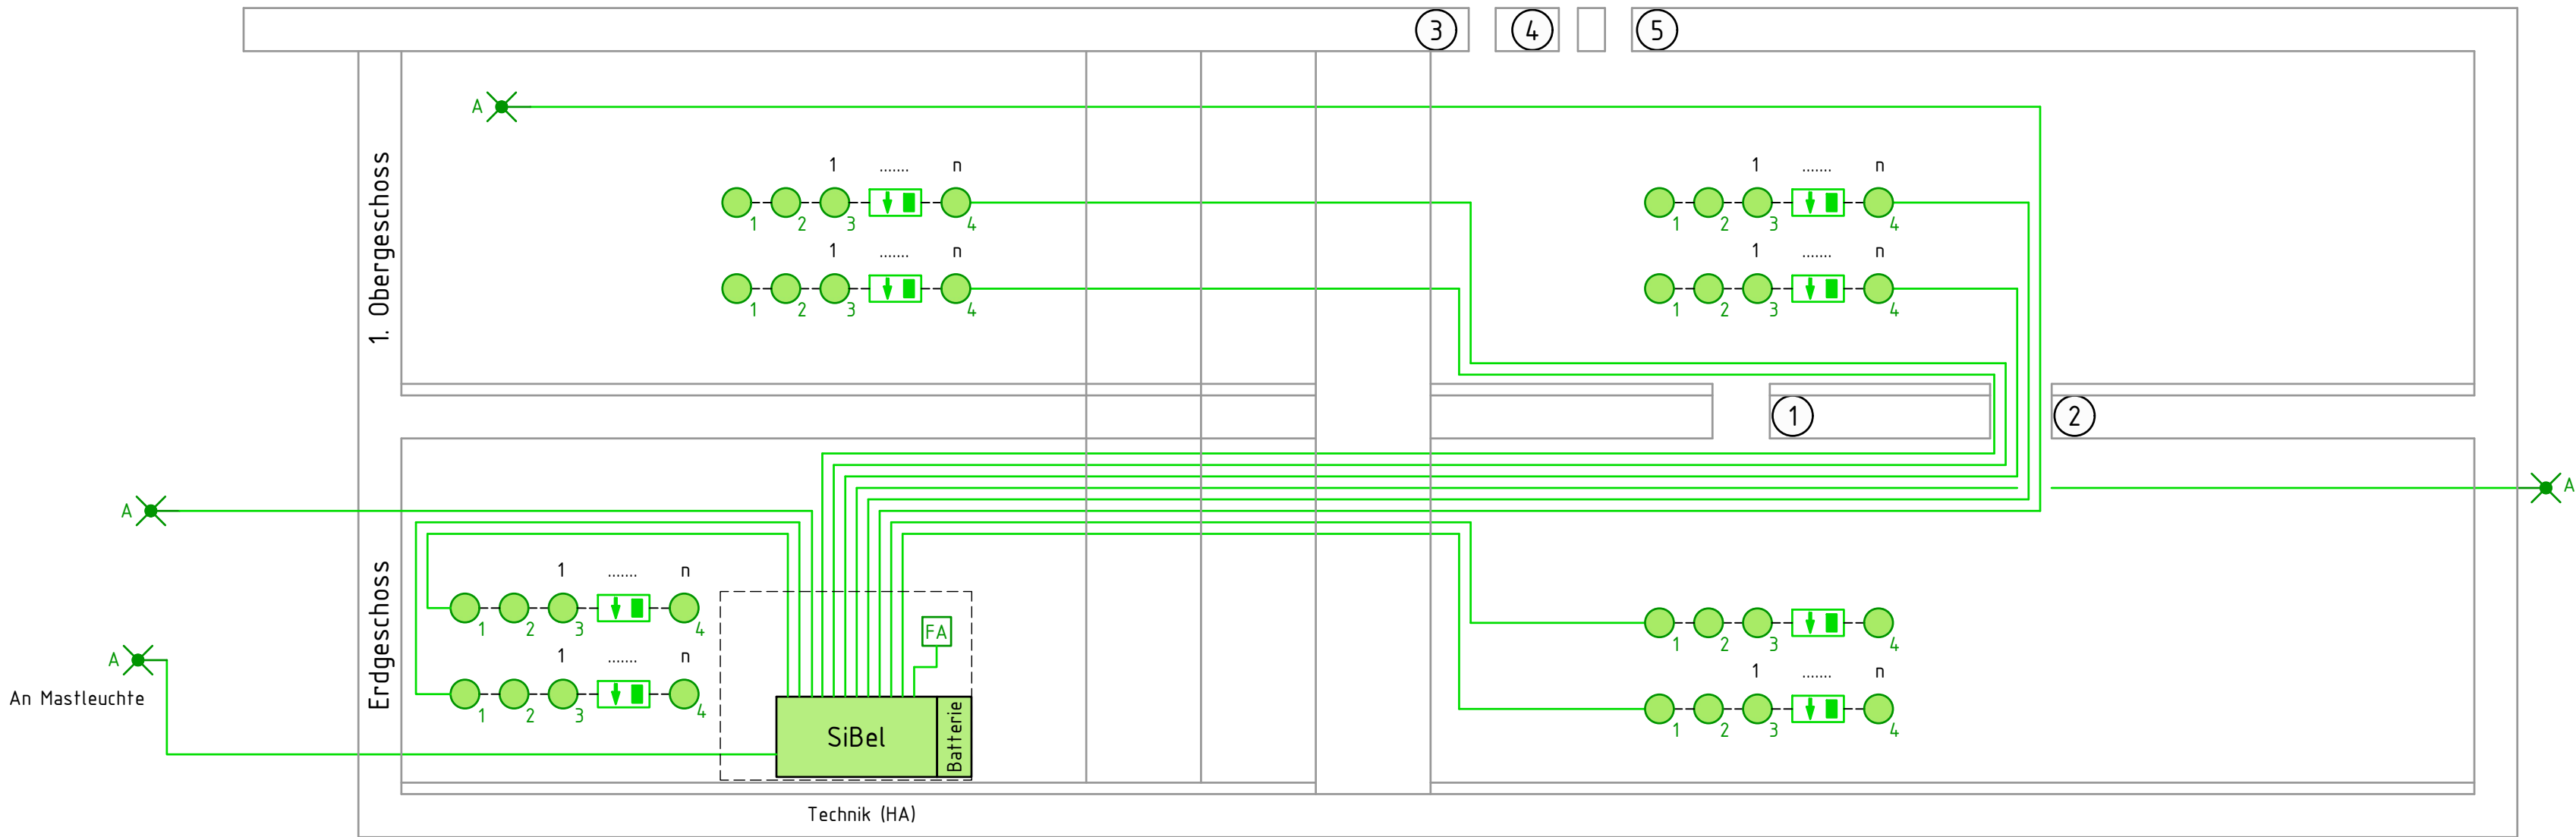 3 4 5
A
1 ....... n
1 2 3 4
1 ....... n
1 2 3 4
1 ....... n
1 2 3 4
1 ....... n
1 2 3 4
1. Obergeschoss
1 2
A
A
Erdgeschoss
1 ....... n
1 2 3 4
1 ....... n
1 2 3 4
FA
1 2 3 4
1 ....... n
1 2 3 4
A
An Mastleuchte
SiBel
Batterie
Technik (HA)